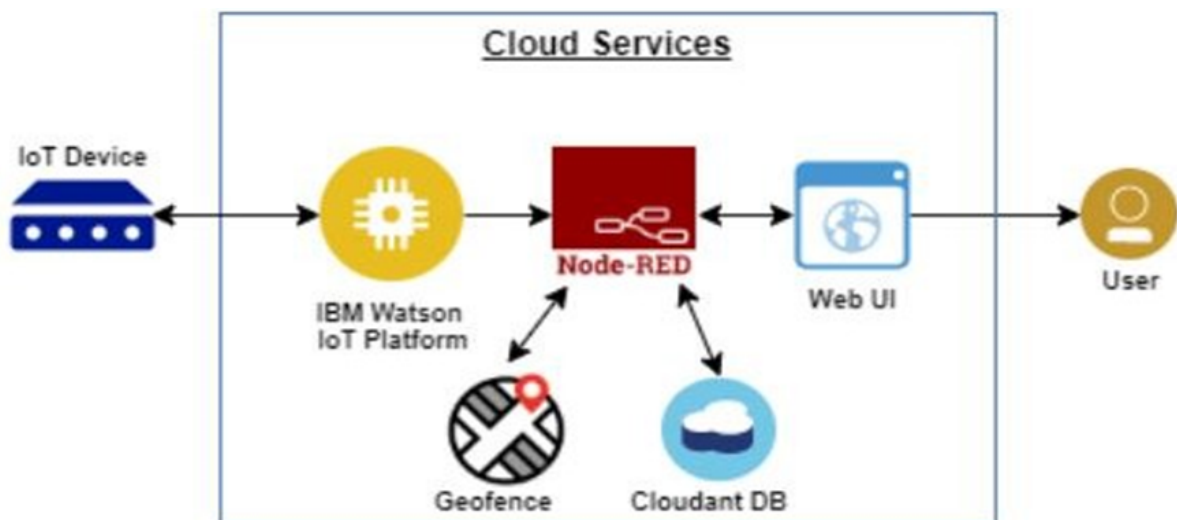 Cloud Services
IoT Device
Node-RED
IBM Watson
IoT Platform
Web UI
User
Geofence
Cloudant DB